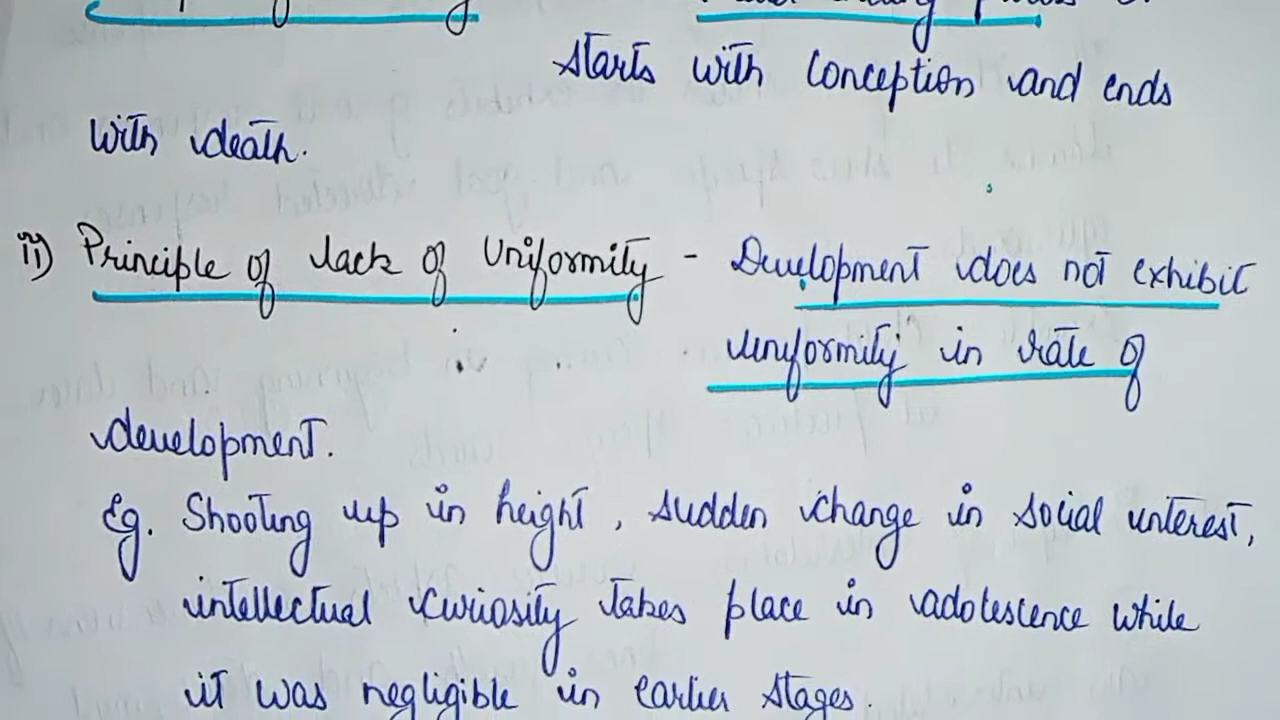 starts with conception and ends
with death.
ii) Principle of lack of Uniformity - Development does not exhibit
uniformity in rate of
development.
Eg. Shooting up in height, sudden change in social interest,
intellectual curiosity takes place in adolescence while
it was negligible in earlier stages.